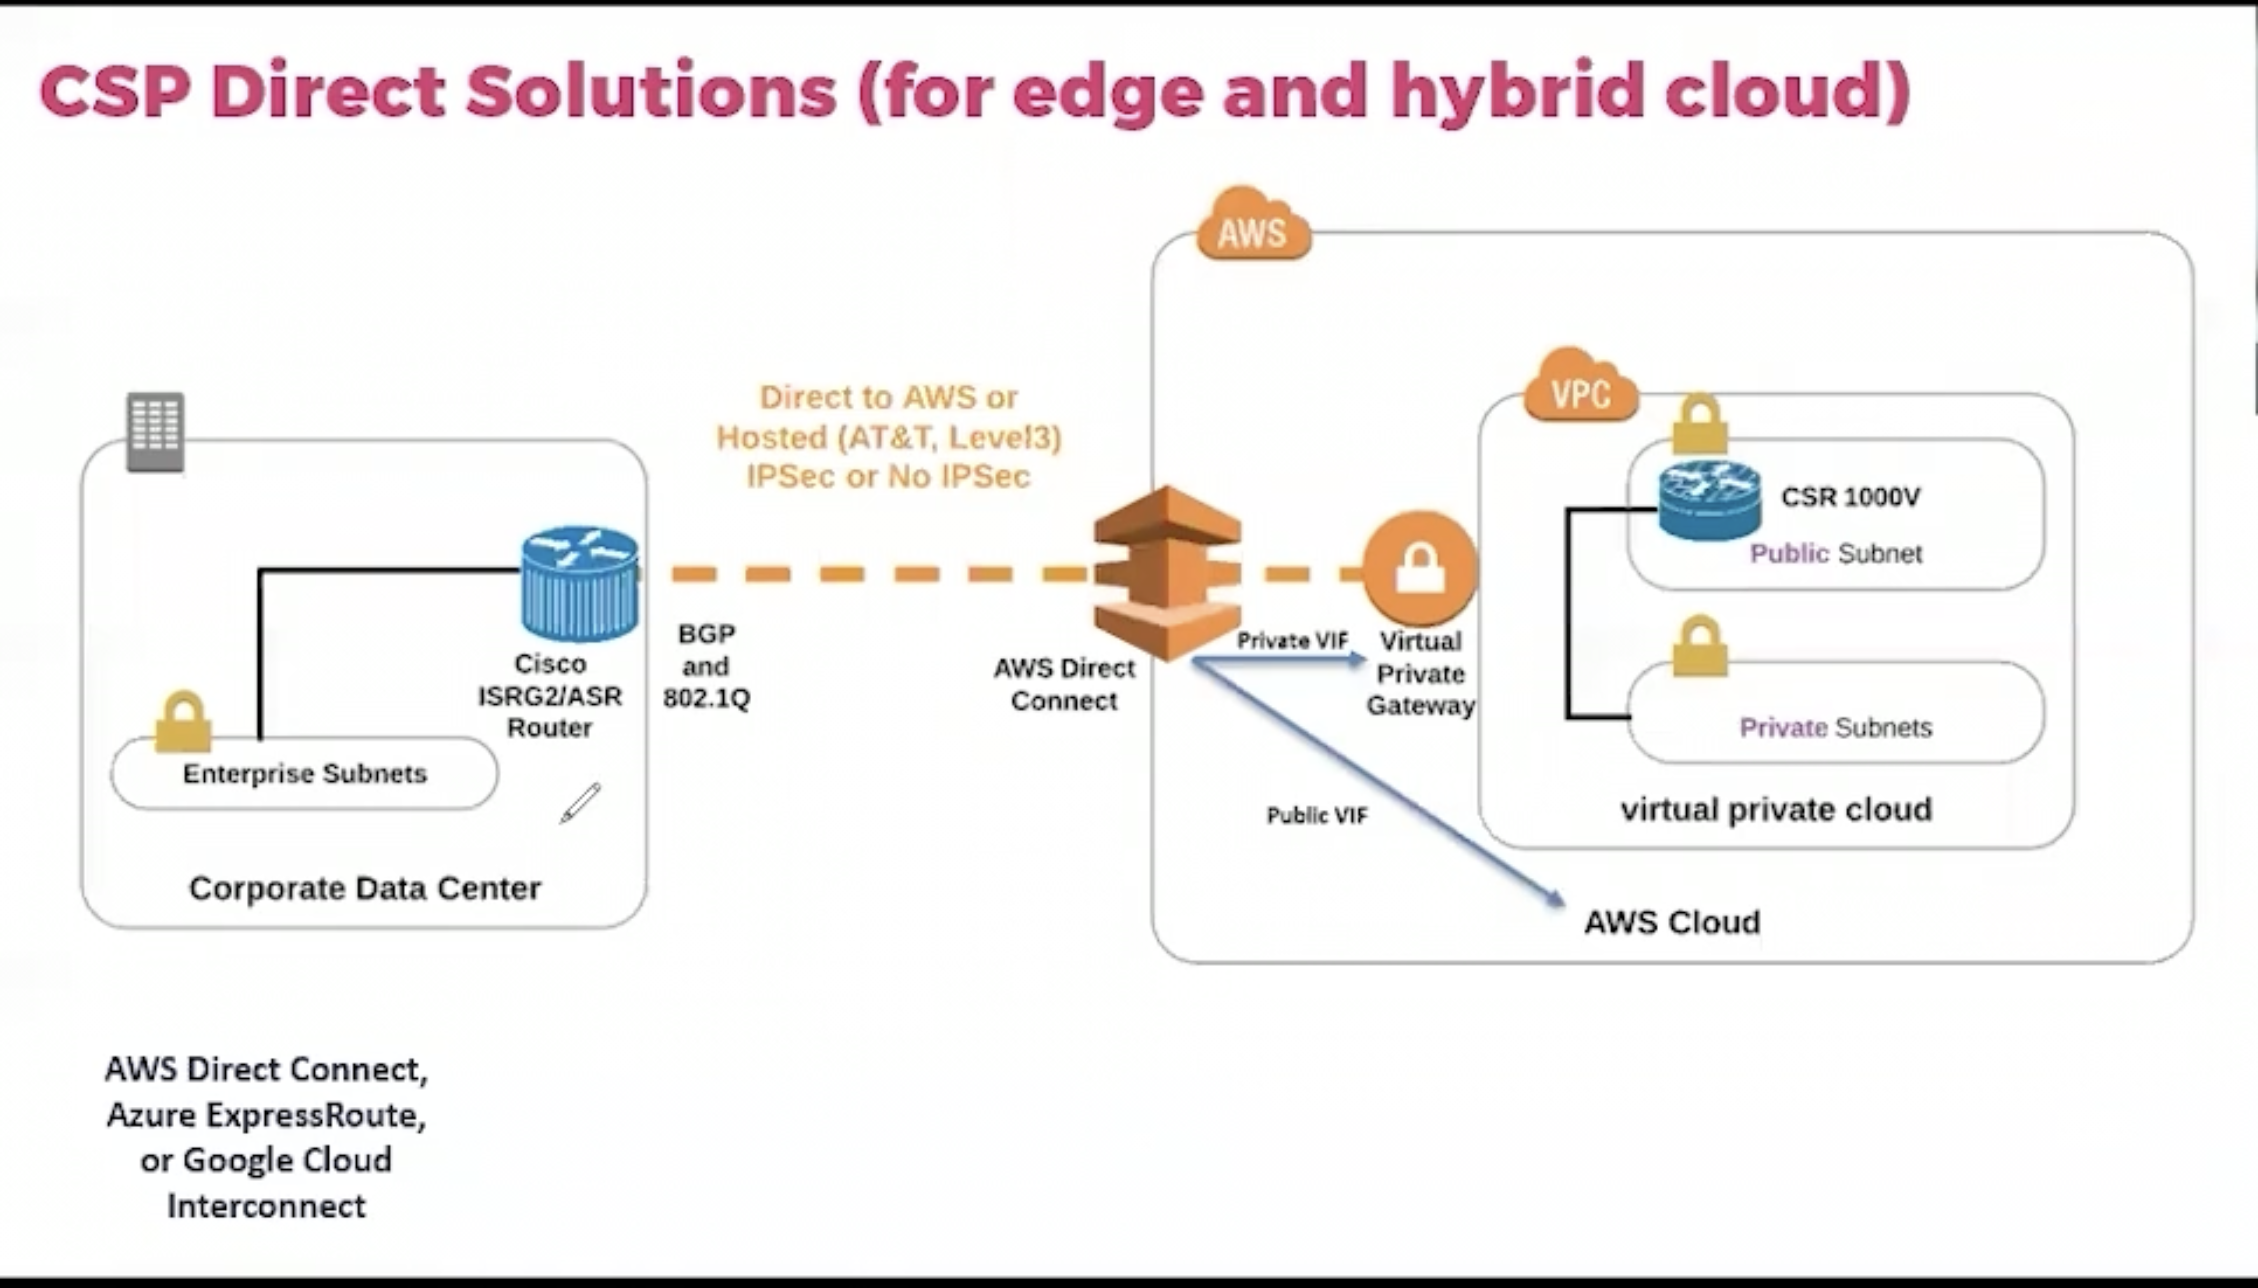 CSP Direct Solutions (for edge and hybrid cloud)
AWS
Direct to AWS or
Hosted (AT&T, Level3)
IPSec or No IPSec
VPC
CSR 1000V
Public Subnet
BGP
and
802.1Q
Cisco
ISRG2/ASR
Router
AWS Direct
Connect
Private VIF
Virtual
Private
Gateway
Private Subnets
Enterprise Subnets
Public VIF
virtual private cloud
Corporate Data Center
AWS Cloud
AWS Direct Connect,
Azure ExpressRoute,
or Google Cloud
Interconnect